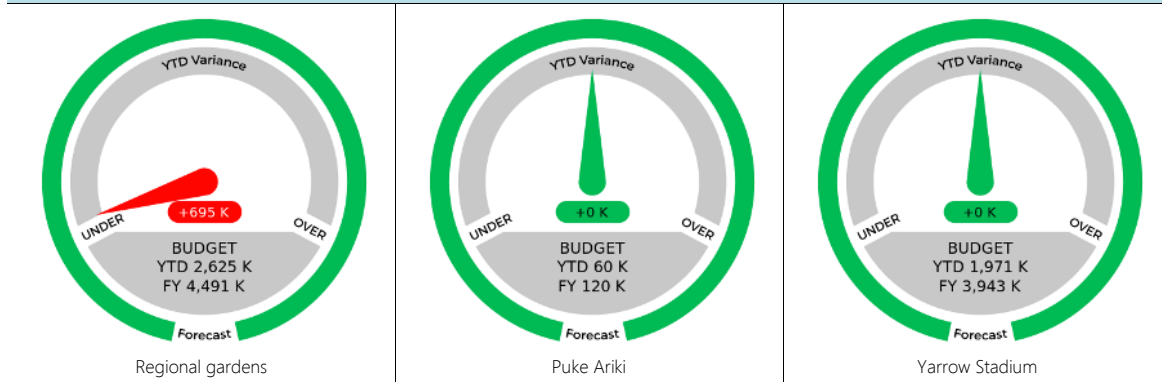 YTD Variance
+695 K
UNDER
OVER
BUDGET
YTD 2,625 K
FY 4,491 K
Forecast
Regional gardens
YTD Variance
+0 K
UNDER
OVER
BUDGET
YTD 60 K
FY 120 K
Forecast
Puke Ariki
YTD Variance
+0 K
UNDER
OVER
BUDGET
YTD 1,971 K
FY 3,943 K
Forecast
Yarrow Stadium